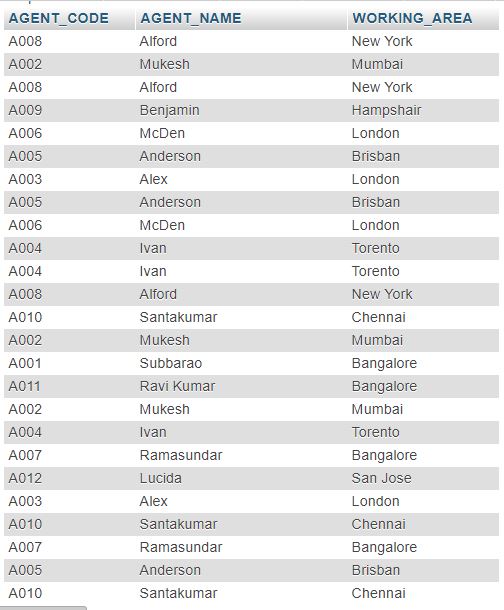 AGENT_CODE AGENT_NAME WORKING_AREA
A008 Alford New York
A002 Mukesh Mumbai
A008 Alford New York
A009 Benjamin Hampshair
A006 McDen London
A005 Anderson Brisban
A003 Alex London
A005 Anderson Brisban
A006 McDen London
A004 Ivan Torento
A004 Ivan Torento
A008 Alford New York
A010 Santakumar Chennai
A002 Mukesh Mumbai
A001 Subbarao Bangalore
A011 Ravi Kumar Bangalore
A002 Mukesh Mumbai
A004 Ivan Torento
A007 Ramasundar Bangalore
A012 Lucida San Jose
A003 Alex London
A010 Santakumar Chennai
A007 Ramasundar Bangalore
A005 Anderson Brisban
A010 Santakumar Chennai